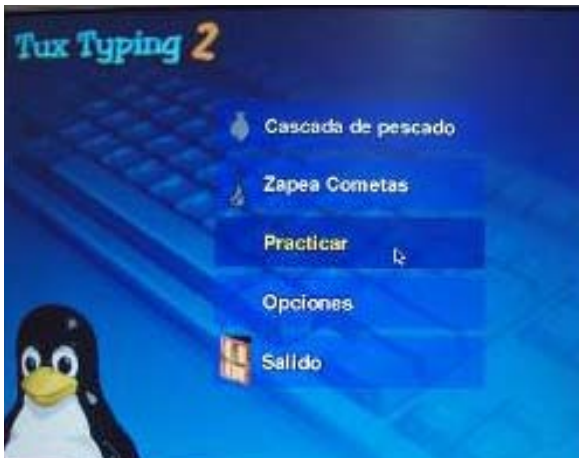 Tux Typing 2
Cascada de pescado
Zapea Cometas
Practicar
Opciones
Salido